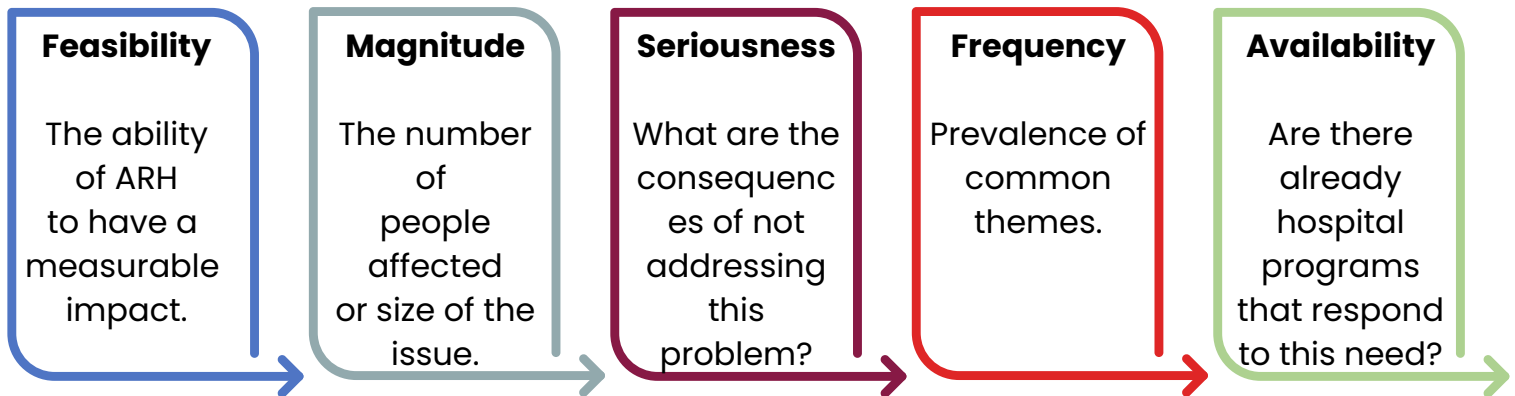 Feasibility
The ability
of ARH
to have a
measurable
impact.
Magnitude
The number
of
people
affected
or size of the
issue.
Seriousness
What are the
consequenc
es of not
addressing
this
problem?
Frequency
Prevalence of
common
themes.
Availability
Are there
already
hospital
programs
that respond
to this need?